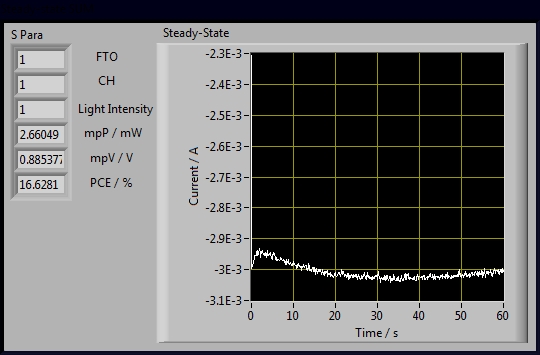 S Para
1 FTO
1 CH
1 Light Intensity
2.66049 mpP / mW
0.885377 mpV / V
16.6281 PCE / %
Steady-State
Current / A
-2.3E-3
-2.4E-3
-2.5E-3
-2.6E-3
-2.7E-3
-2.8E-3
-2.9E-3
-3E-3
-3.1E-3
0 10 20 30 40 50 60
Time / s